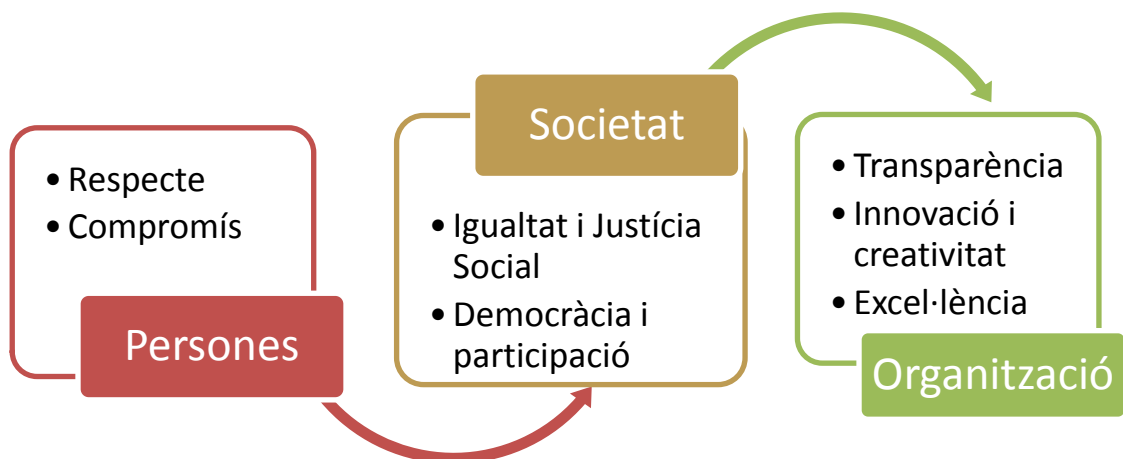 • Respecte
• Compromís
Persones
Societat
• Igualtat i Justícia
Social
• Democràcia i
participació
• Transparència
• Innovació i
creativitat
• Excel·lència
Organització